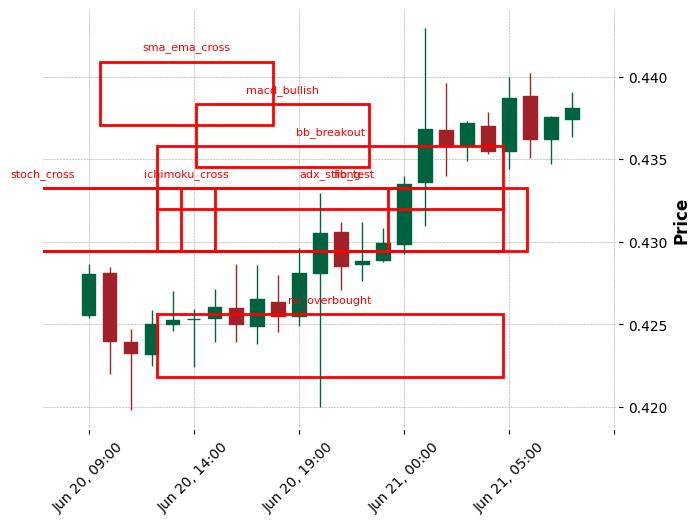 sma_ema_cross
macd_bullish
bb_breakout
stoch_cross
ichimoku_cross
adx_strong
fib_test
rsi_overbought
0.440
0.435
0.430
0.425
0.420
Price
Jun 20, 09:00
Jun 20, 14:00
Jun 20, 19:00
Jun 21, 00:00
Jun 21, 05:00